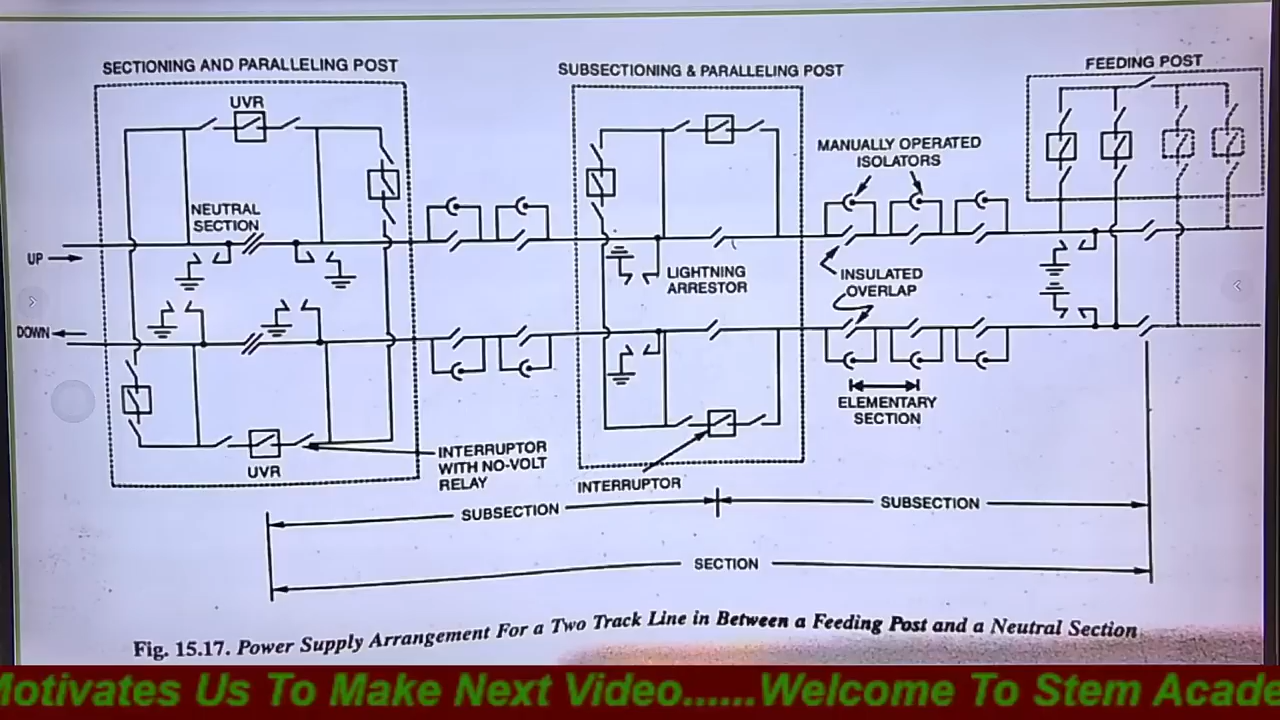 SECTIONING AND PARALLELING POST
SUBSECTIONING & PARALLELING POST
FEEDING POST
UVR
MANUALLY OPERATED
ISOLATORS
NEUTRAL
SECTION
UP
LIGHTNING
ARRESTOR
INSULATED
OVERLAP
DOWN
ELEMENTARY
SECTION
INTERRUPTOR
WITH NO-VOLT
RELAY
UVR
INTERRUPTOR
SUBSECTION
SUBSECTION
SECTION
Fig. 15.17. Power Supply Arrangement For a Two Track Line in Between a Feeding Post and a Neutral Section
Motivates Us To Make Next Video......Welcome To Stem Acade